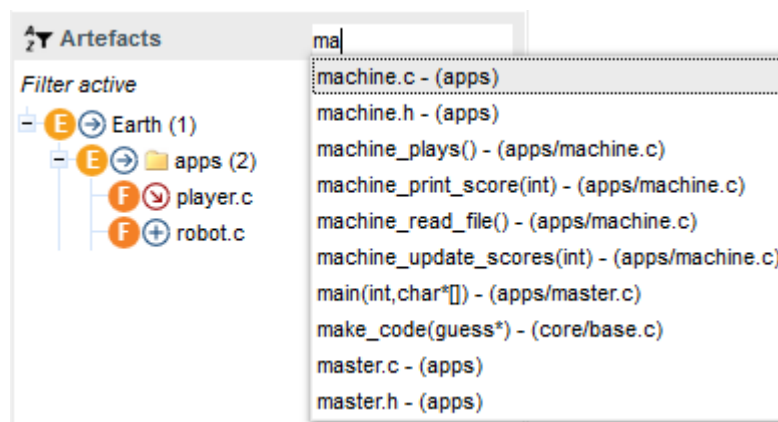 Artefacts
ma
Filter active
E Earth (1)
E apps (2)
F player.c
F robot.c
machine.c - (apps)
machine.h - (apps)
machine_plays() - (apps/machine.c)
machine_print_score(int) - (apps/machine.c)
machine_read_file() - (apps/machine.c)
machine_update_scores(int) - (apps/machine.c)
main(int,char*[]) - (apps/master.c)
make_code(guess*) - (core/base.c)
master.c - (apps)
master.h - (apps)